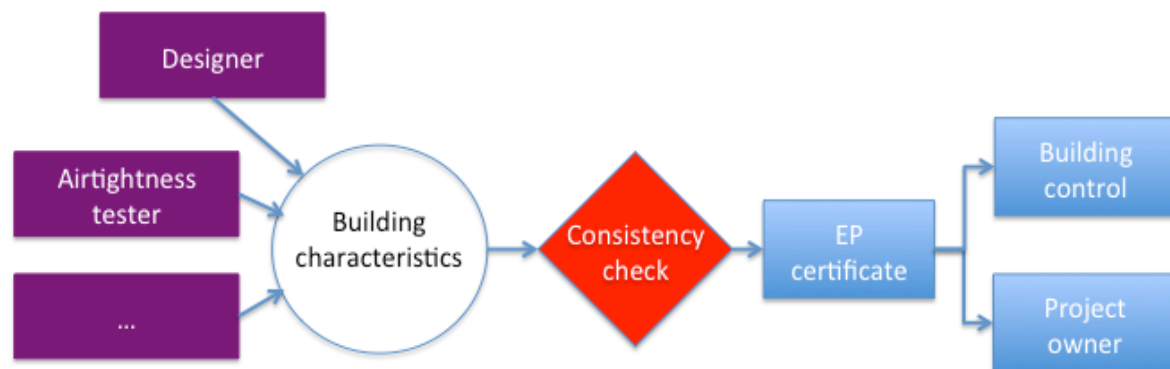 Designer
Airtightness
tester
...
Building
characteristics
Consistency
check
EP
certificate
Building
control
Project
owner